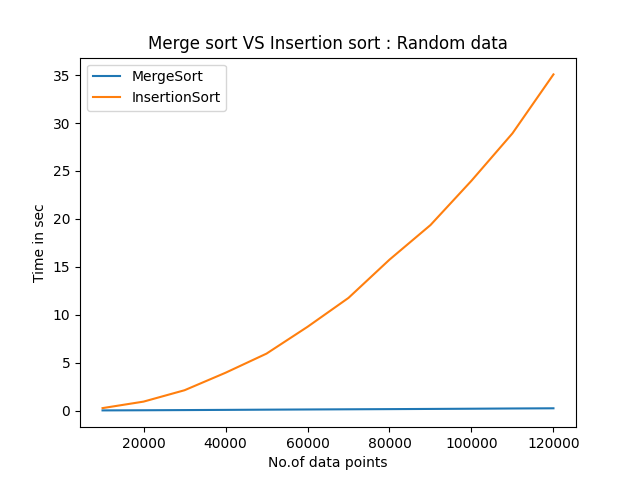 Merge sort VS Insertion sort : Random data
MergeSort
InsertionSort
35
30
25
20
15
10
5
0
Time in sec
20000 40000 60000 80000 100000 120000
No.of data points